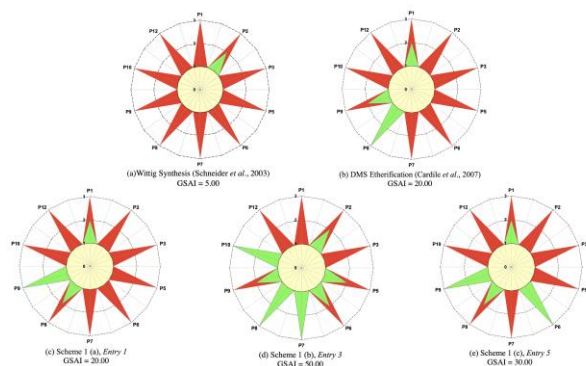 P1
P12 P2
P10 P3
P9 P5
P8 P6
P7
(a)Wittig Synthesis (Schneider et al., 2003)
GSAI = 5.00
P1
P12 P2
P10 P3
P9 P5
P8 P6
P7
(b) DMS Etherification (Cardile et al., 2007)
GSAI = 20.00
P1
P12 P2
P10 P3
P9 P5
P8 P6
P7
(c) Scheme 1 (a), Entry 1
GSAI = 20.00
P1
P12 P2
P10 P3
P9 P5
P8 P6
P7
(d) Scheme 1 (b), Entry 3
GSAI = 50.00
P1
P12 P2
P10 P3
P9 P5
P8 P6
P7
(e) Scheme 1 (c), Entry 5
GSAI = 30.00